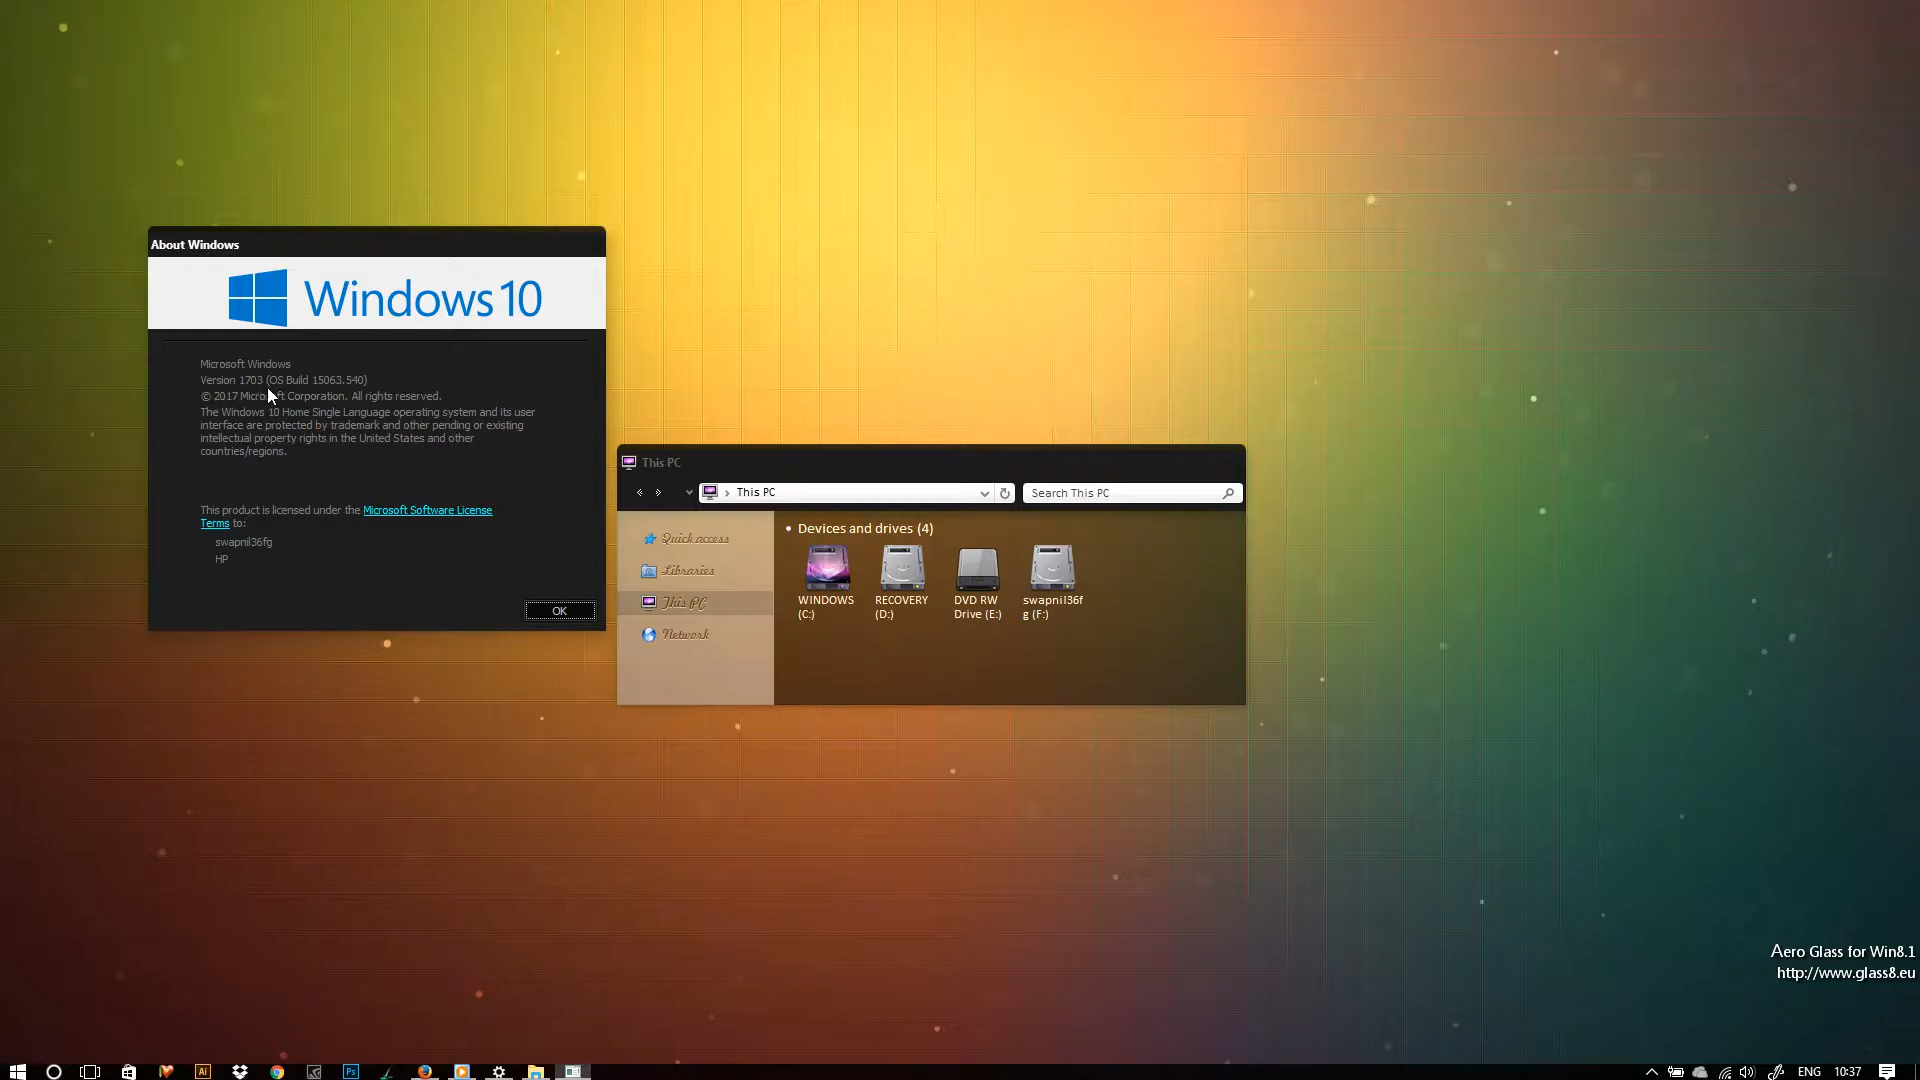 About Windows
Windows 10
Microsoft Windows
Version 1703 (OS Build 15063.540)
© 2017 Microsoft Corporation. All rights reserved.
The Windows 10 Home Single Language operating system and its user
interface are protected by trademark and other pending or existing
intellectual property rights in the United States and other
countries/regions.
This product is licensed under the Microsoft Software License
Terms to:
swapnil36fg
HP
OK
This PC
This PC
Search This PC
Quick access
Libraries
This PC
Network
Devices and drives (4)
WINDOWS
(C:)
RECOVERY
(D:)
DVD RW
Drive (E:)
swapnil36f
g (F:)
Aero Glass for Win8.1
http://www.glass8.eu
Ai
Ps
ENG
10:37